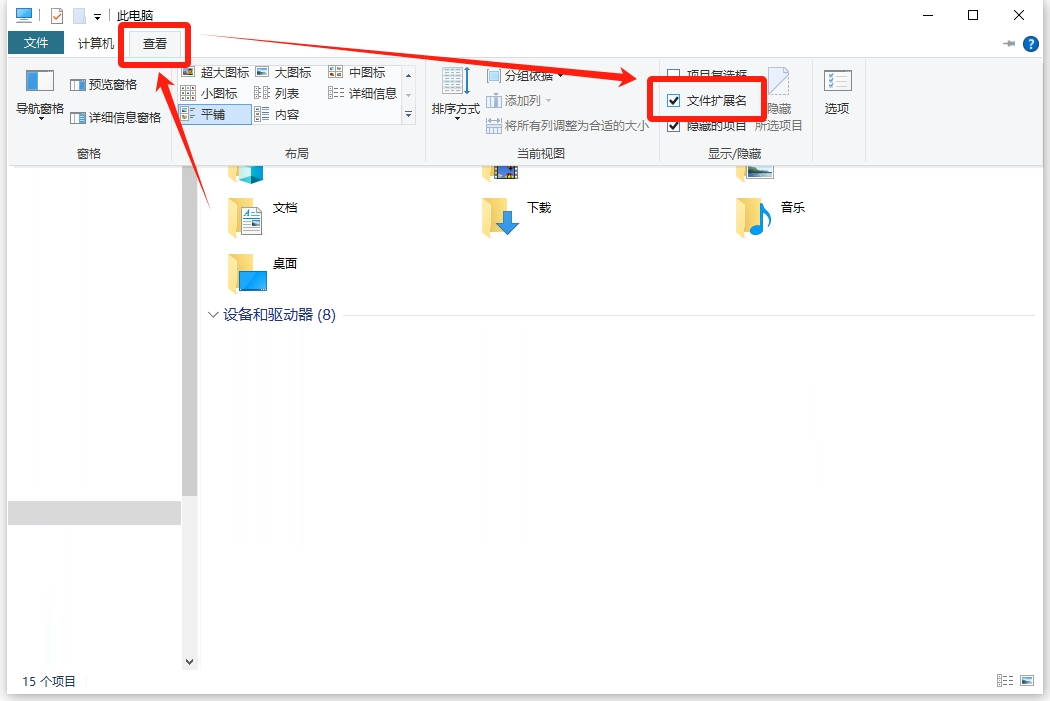 此电脑
文件 计算机 查看
导航窗格
预览窗格
详细信息窗格
窗格
超大图标 大图标 中图标
小图标 列表 详细信息
平铺 内容
布局
排序方式
分组依据
添加列
将所有列调整为合适的大小
当前视图
项目复选框
文件扩展名
隐藏的项目
隐藏
所选项目
显示/隐藏
选项
文档
下载
音乐
桌面
设备和驱动器 (8)
15 个项目